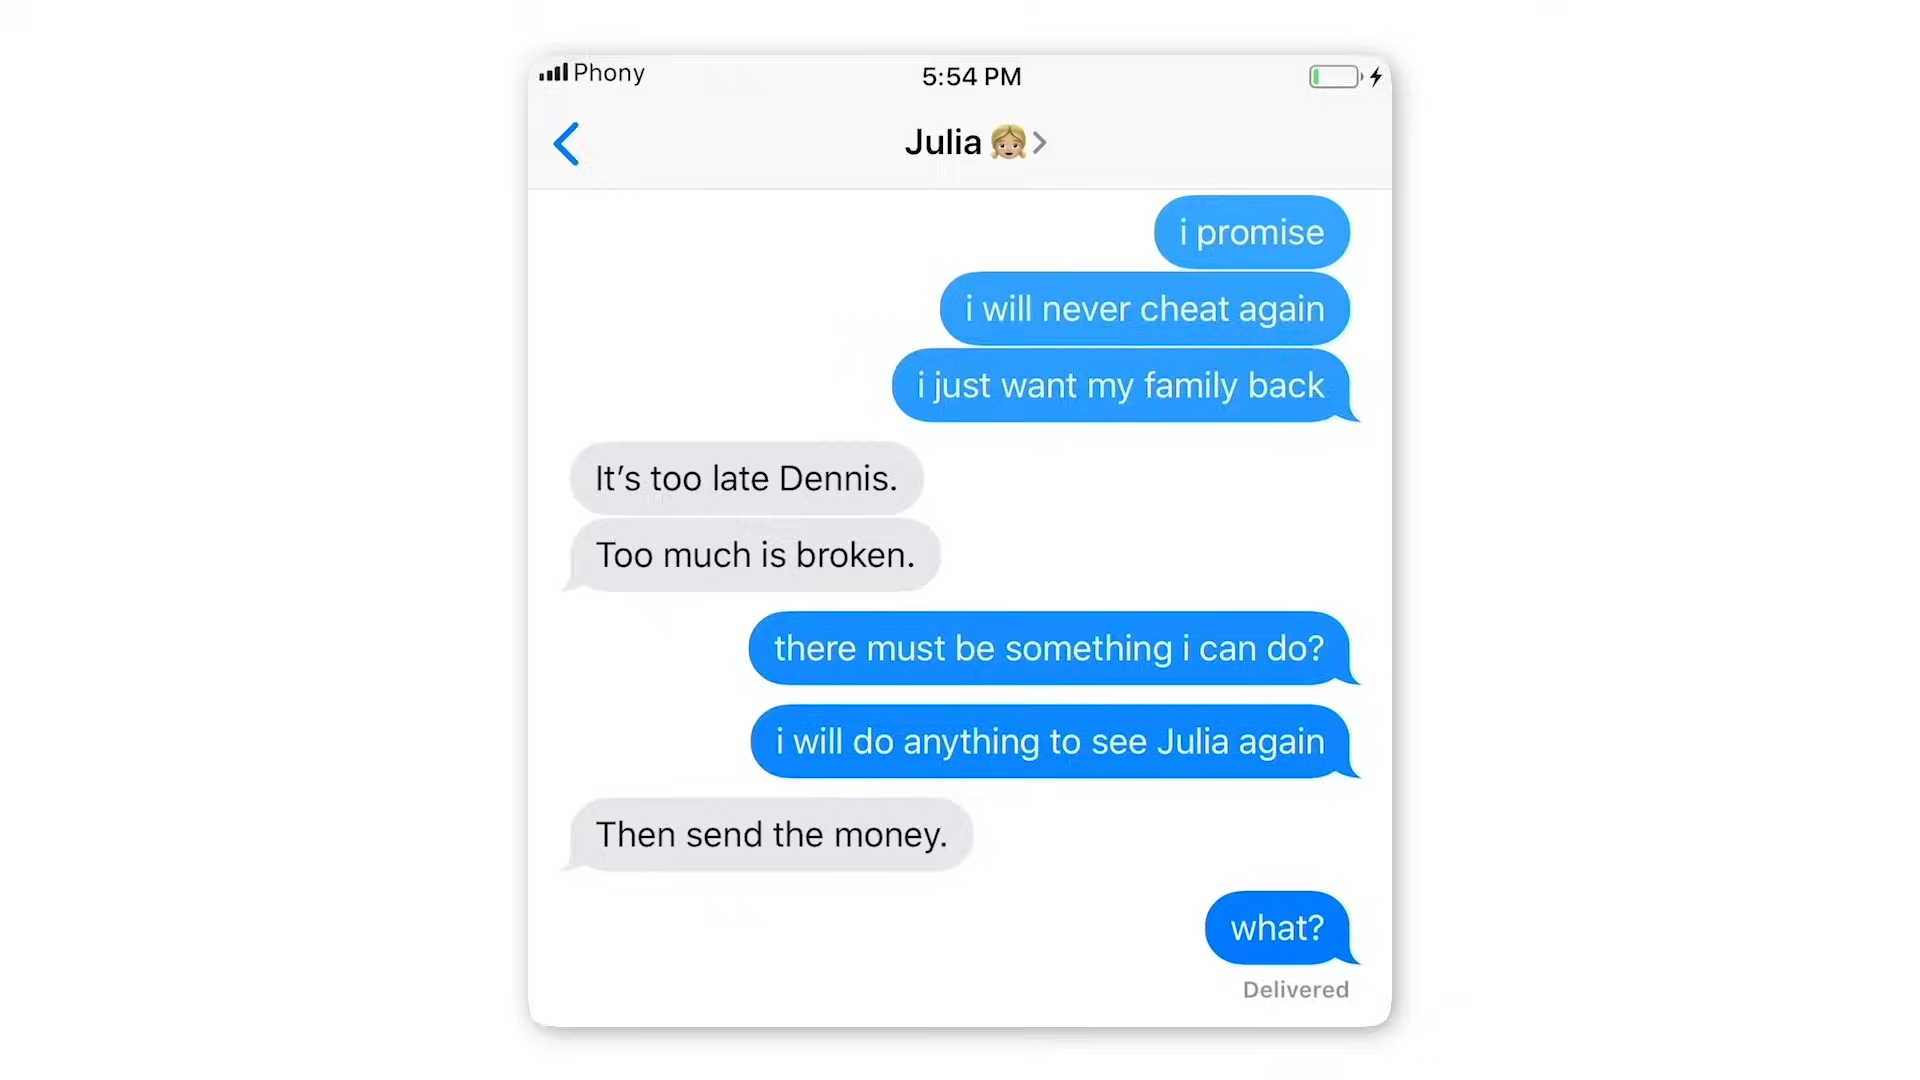 Phony
5:54 PM
Julia
i promise
i will never cheat again
i just want my family back
It’s too late Dennis.
Too much is broken.
there must be something i can do?
i will do anything to see Julia again
Then send the money.
what?
Delivered